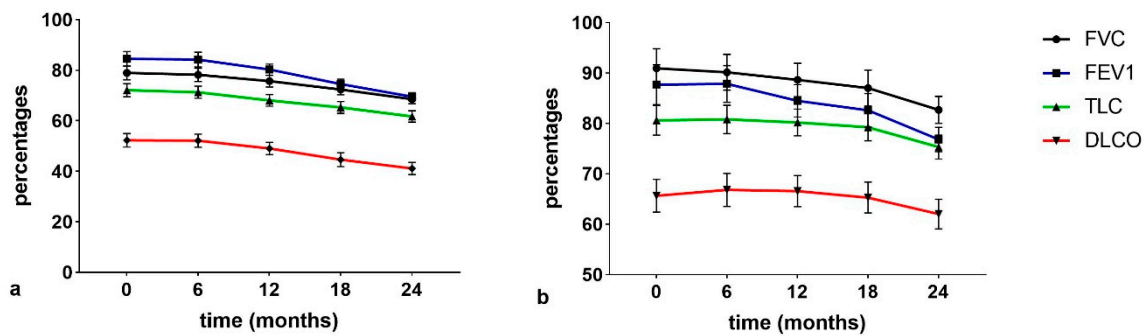 100
80
60
40
20
0
percentages
0 6 12 18 24
time (months)
a
100
90
80
70
60
50
percentages
0 6 12 18 24
time (months)
b
FVC
FEV1
TLC
DLCO